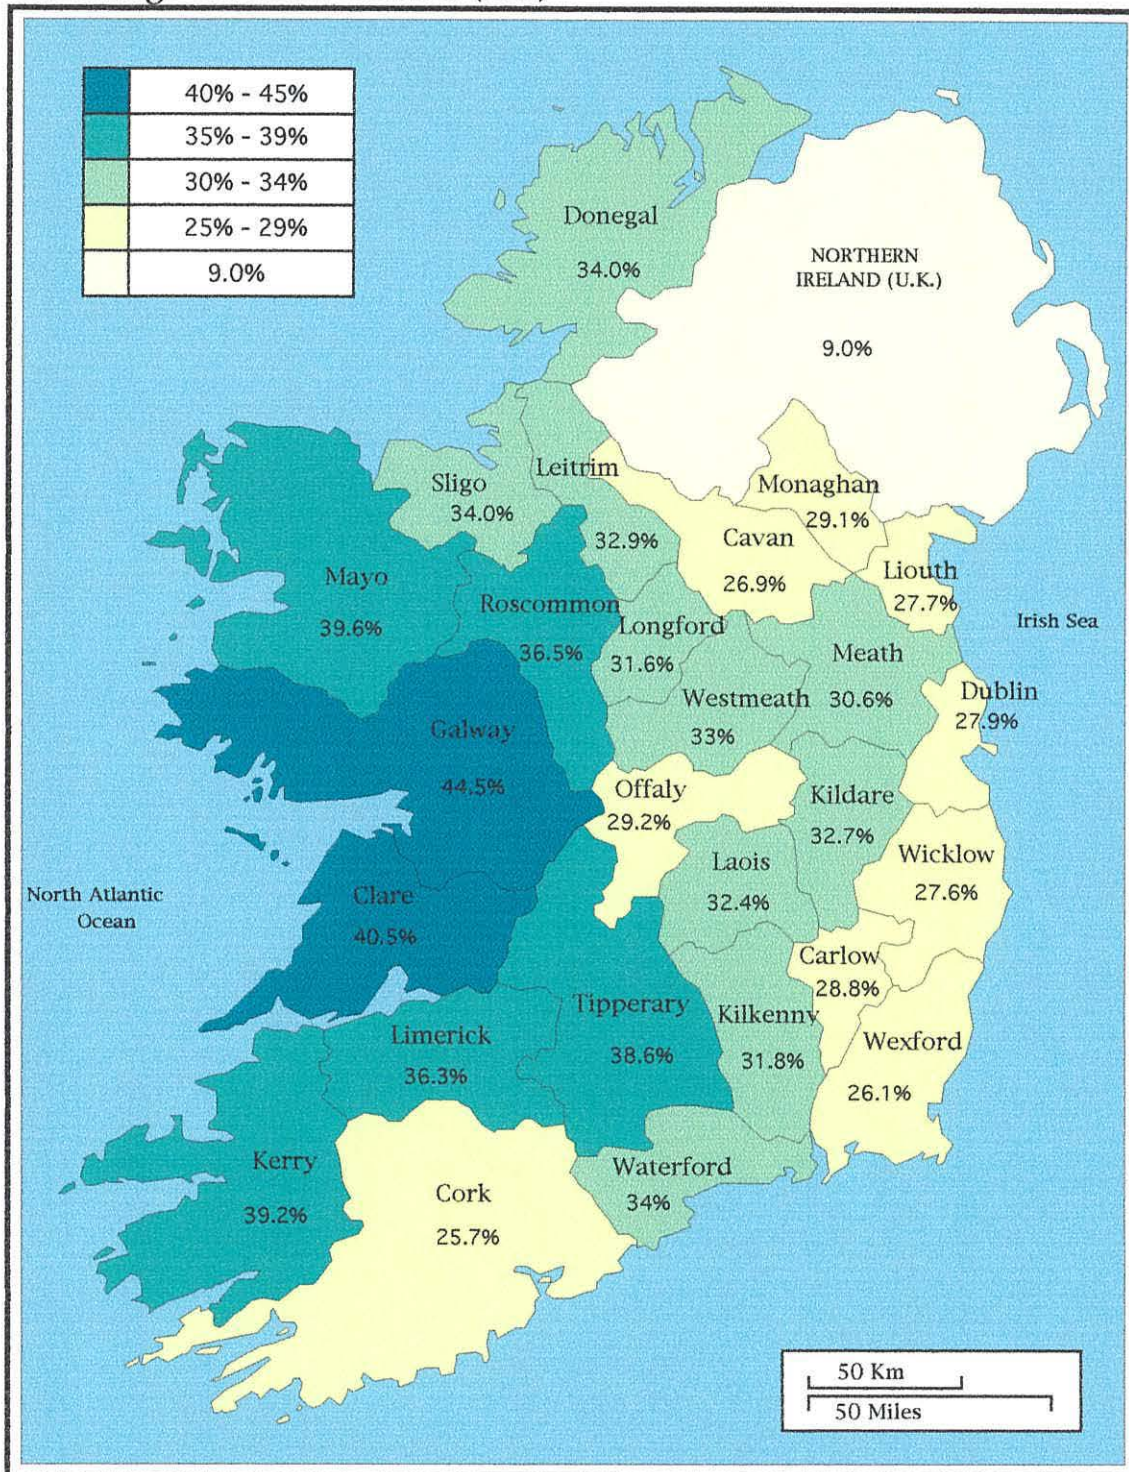 40% - 45%
35% - 39%
30% - 34%
25% - 29%
9.0%
Donegal
34.0%
NORTHERN
IRELAND (U.K.)
9.0%
Leitrim
32.9%
Sligo
34.0%
Monaghan
29.1%
Cavan
26.9%
Liouth
27.7%
Irish Sea
Mayo
39.6%
Roscommon
36.5%
Longford
31.6%
Meath
30.6%
Westmeath
33%
Dublin
27.9%
Galway
44.5%
Offaly
29.2%
Kildare
32.7%
Laois
32.4%
Wicklow
27.6%
North Atlantic
Ocean
Clare
40.5%
Carlow
28.8%
Tipperary
38.6%
Kilkenny
31.8%
Limerick
36.3%
Wexford
26.1%
Kerry
39.2%
Cork
25.7%
Waterford
34%
50 Km
50 Miles